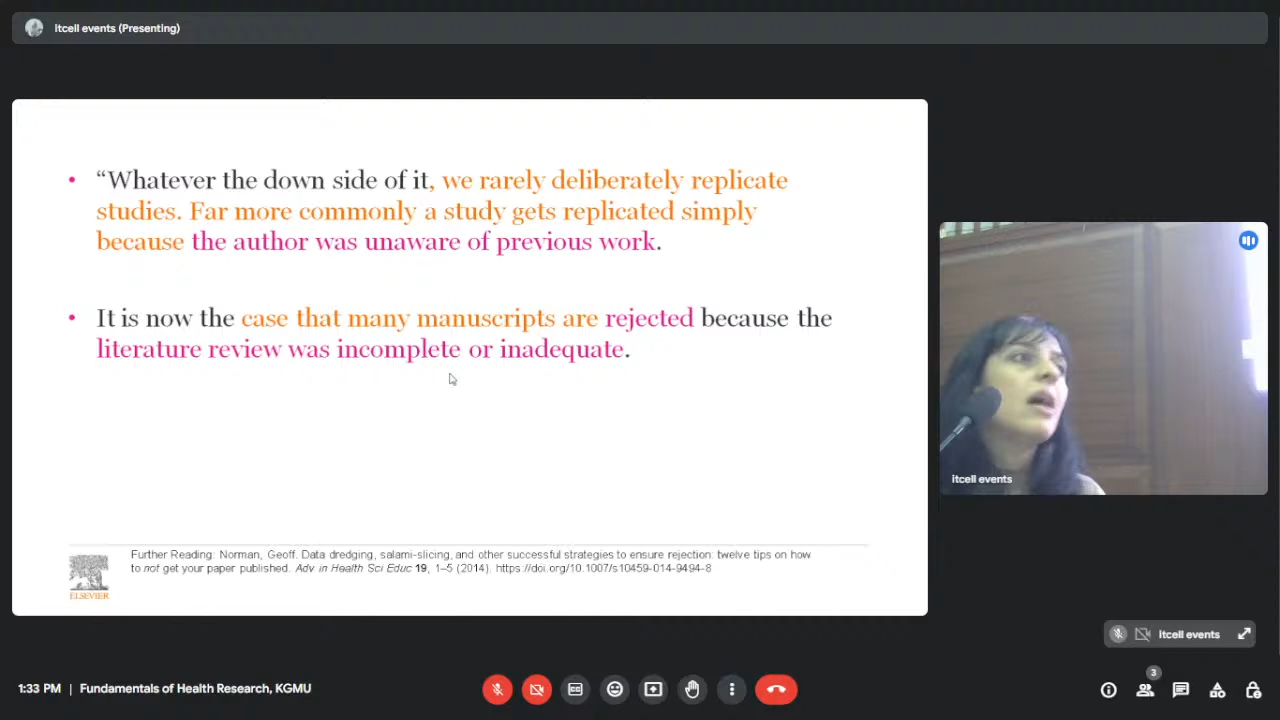 Itcell events (Presenting)
• “Whatever the down side of it, we rarely deliberately replicate
studies. Far more commonly a study gets replicated simply
because the author was unaware of previous work.
• It is now the case that many manuscripts are rejected because the
literature review was incomplete or inadequate.
Further Reading: Norman, Geoff. Data dredging, salami-slicing, and other successful strategies to ensure rejection: twelve tips on how
to not get your paper published. Adv in Health Sci Educ 19, 1–5 (2014). https://doi.org/10.1007/s10459-014-9494-8
ELSEVIER
itcell events
Itcell events
3
1:33 PM | Fundamentals of Health Research, KGMU